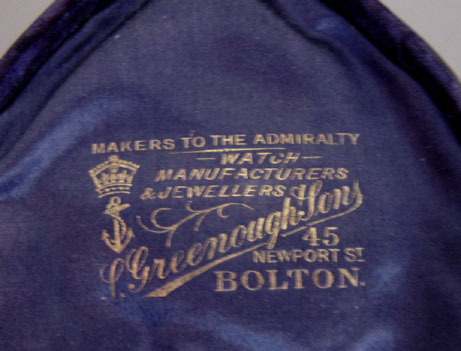 MAKERS TO THE ADMIRALTY
WATCH
MANUFACTURERS
& JEWELLERS
S. Greenough Sons
45
NEWPORT ST
BOLTON.